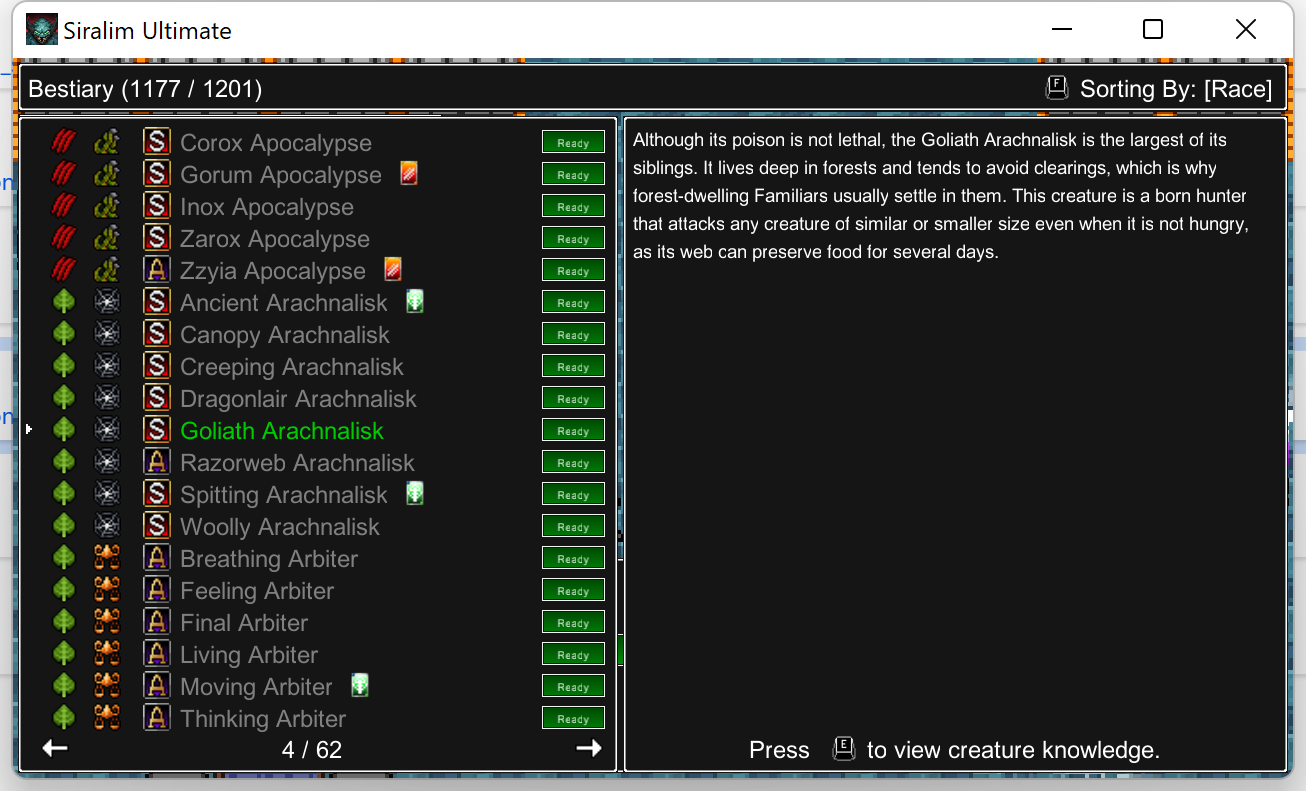 Siralim Ultimate
Bestiary (1177 / 1201)
F Sorting By: [Race]
S Corox Apocalypse Ready
S Gorum Apocalypse Ready
S Inox Apocalypse Ready
S Zarox Apocalypse Ready
A Zzyia Apocalypse Ready
S Ancient Arachnalisk Ready
S Canopy Arachnalisk Ready
S Creeping Arachnalisk Ready
S Dragonlair Arachnalisk Ready
S Goliath Arachnalisk Ready
A Razorweb Arachnalisk Ready
S Spitting Arachnalisk Ready
S Woolly Arachnalisk Ready
A Breathing Arbiter Ready
A Feeling Arbiter Ready
A Final Arbiter Ready
A Living Arbiter Ready
A Moving Arbiter Ready
A Thinking Arbiter Ready
4 / 62
Although its poison is not lethal, the Goliath Arachnalisk is the largest of its
siblings. It lives deep in forests and tends to avoid clearings, which is why
forest-dwelling Familiars usually settle in them. This creature is a born hunter
that attacks any creature of similar or smaller size even when it is not hungry,
as its web can preserve food for several days.
Press E to view creature knowledge.